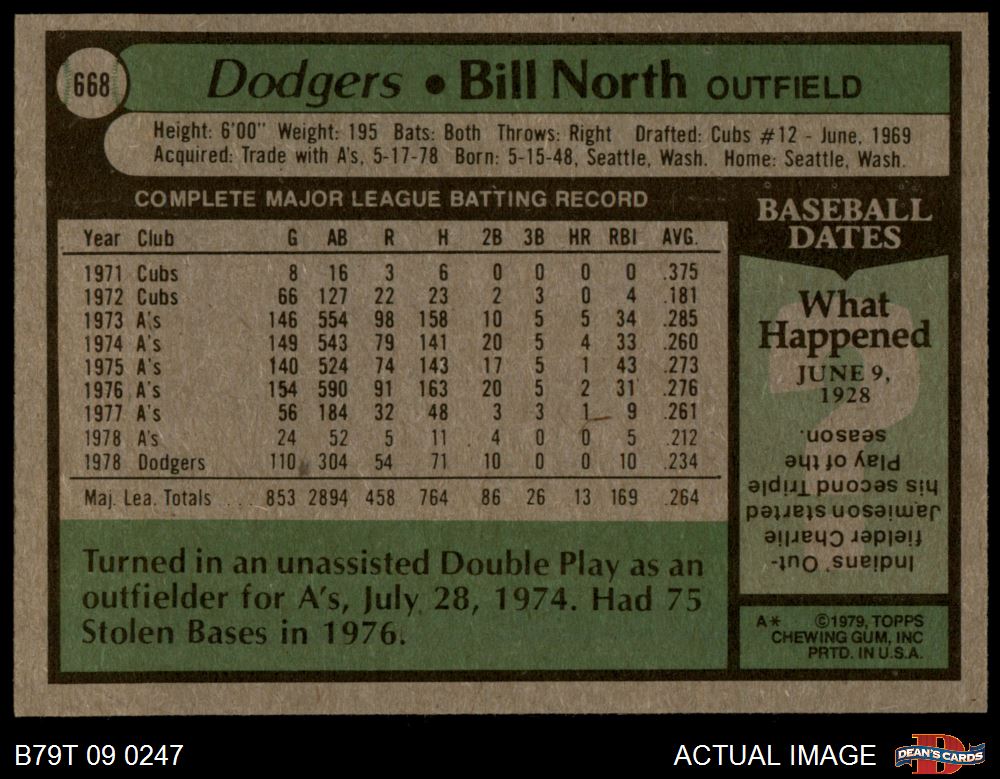 668
Dodgers • Bill North OUTFIELD
Height: 6'00" Weight: 195 Bats: Both Throws: Right Drafted: Cubs #12 - June, 1969
Acquired: Trade with A's, 5-17-78 Born: 5-15-48, Seattle, Wash. Home: Seattle, Wash.
COMPLETE MAJOR LEAGUE BATTING RECORD
Year Club G AB R H 2B 3B HR RBI AVG.
1971 Cubs 8 16 3 6 0 0 0 0 .375
1972 Cubs 66 127 22 23 2 3 0 4 .181
1973 A's 146 554 98 158 10 5 5 34 .285
1974 A's 149 543 79 141 20 5 4 33 .260
1975 A's 140 524 74 143 17 5 1 43 .273
1976 A's 154 590 91 163 20 5 2 31 .276
1977 A's 56 184 32 48 3 3 1 9 .261
1978 A's 24 52 5 11 4 0 0 5 .212
1978 Dodgers 110 304 54 71 10 0 0 10 .234
Maj. Lea. Totals . . . . 853 2894 458 764 86 26 13 169 .264
Turned in an unassisted Double Play as an
outfielder for A's, July 28, 1974. Had 75
Stolen Bases in 1976.
BASEBALL
DATES
What
Happened
JUNE 9,
1928
Indians' Out-
fielder Charlie
Jamieson started
his second Triple
Play of the
season.
A* ©1979, TOPPS
CHEWING GUM, INC
PRTD. IN U.S.A.
B79T 09 0247
ACTUAL IMAGE
DEAN'S CARDS